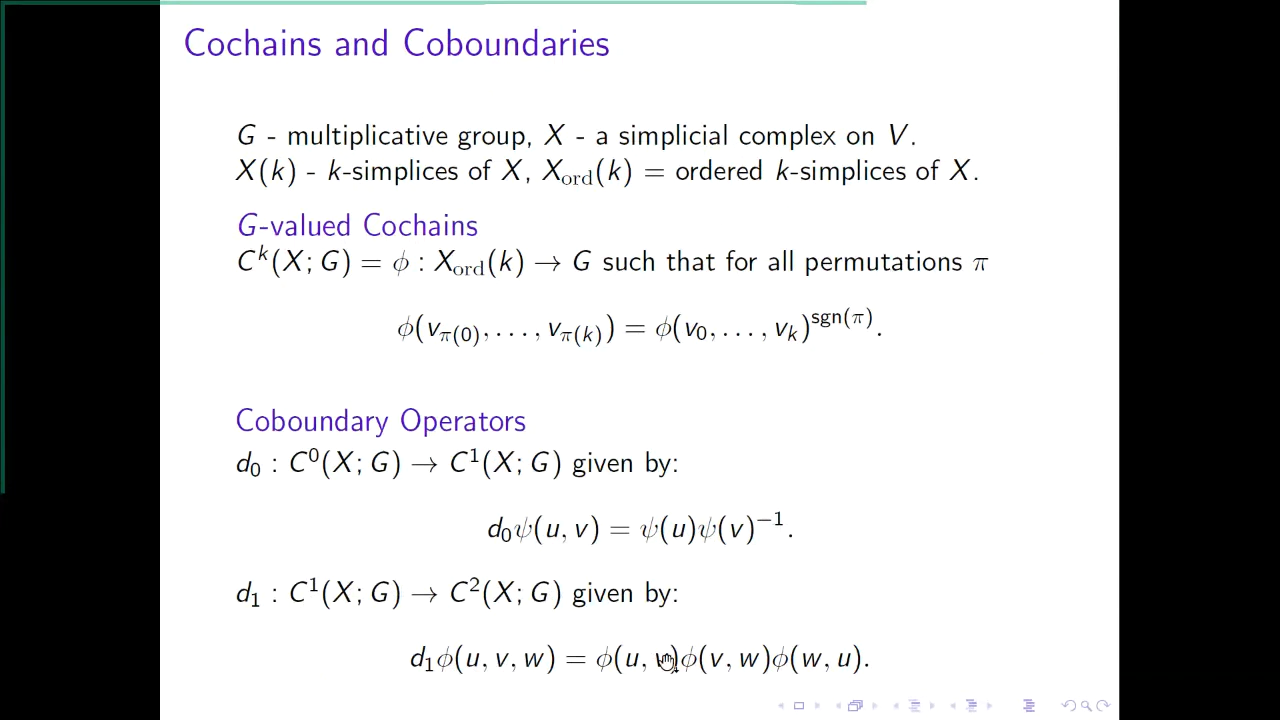 Cochains and Coboundaries
G - multiplicative group, X - a simplicial complex on V.
X(k) - k-simplices of X, X_ord(k) = ordered k-simplices of X.
G-valued Cochains
C^k(X; G) = ϕ : X_ord(k) → G such that for all permutations π
ϕ(v_{π(0)}, . . . , v_{π(k)}) = ϕ(v_0, . . . , v_k)^{sgn(π)}.
Coboundary Operators
d_0 : C^0(X; G) → C^1(X; G) given by:
d_0ψ(u, v) = ψ(u)ψ(v)^{−1}.
d_1 : C^1(X; G) → C^2(X; G) given by:
d_1ϕ(u, v, w) = ϕ(u, v)ϕ(v, w)ϕ(w, u).